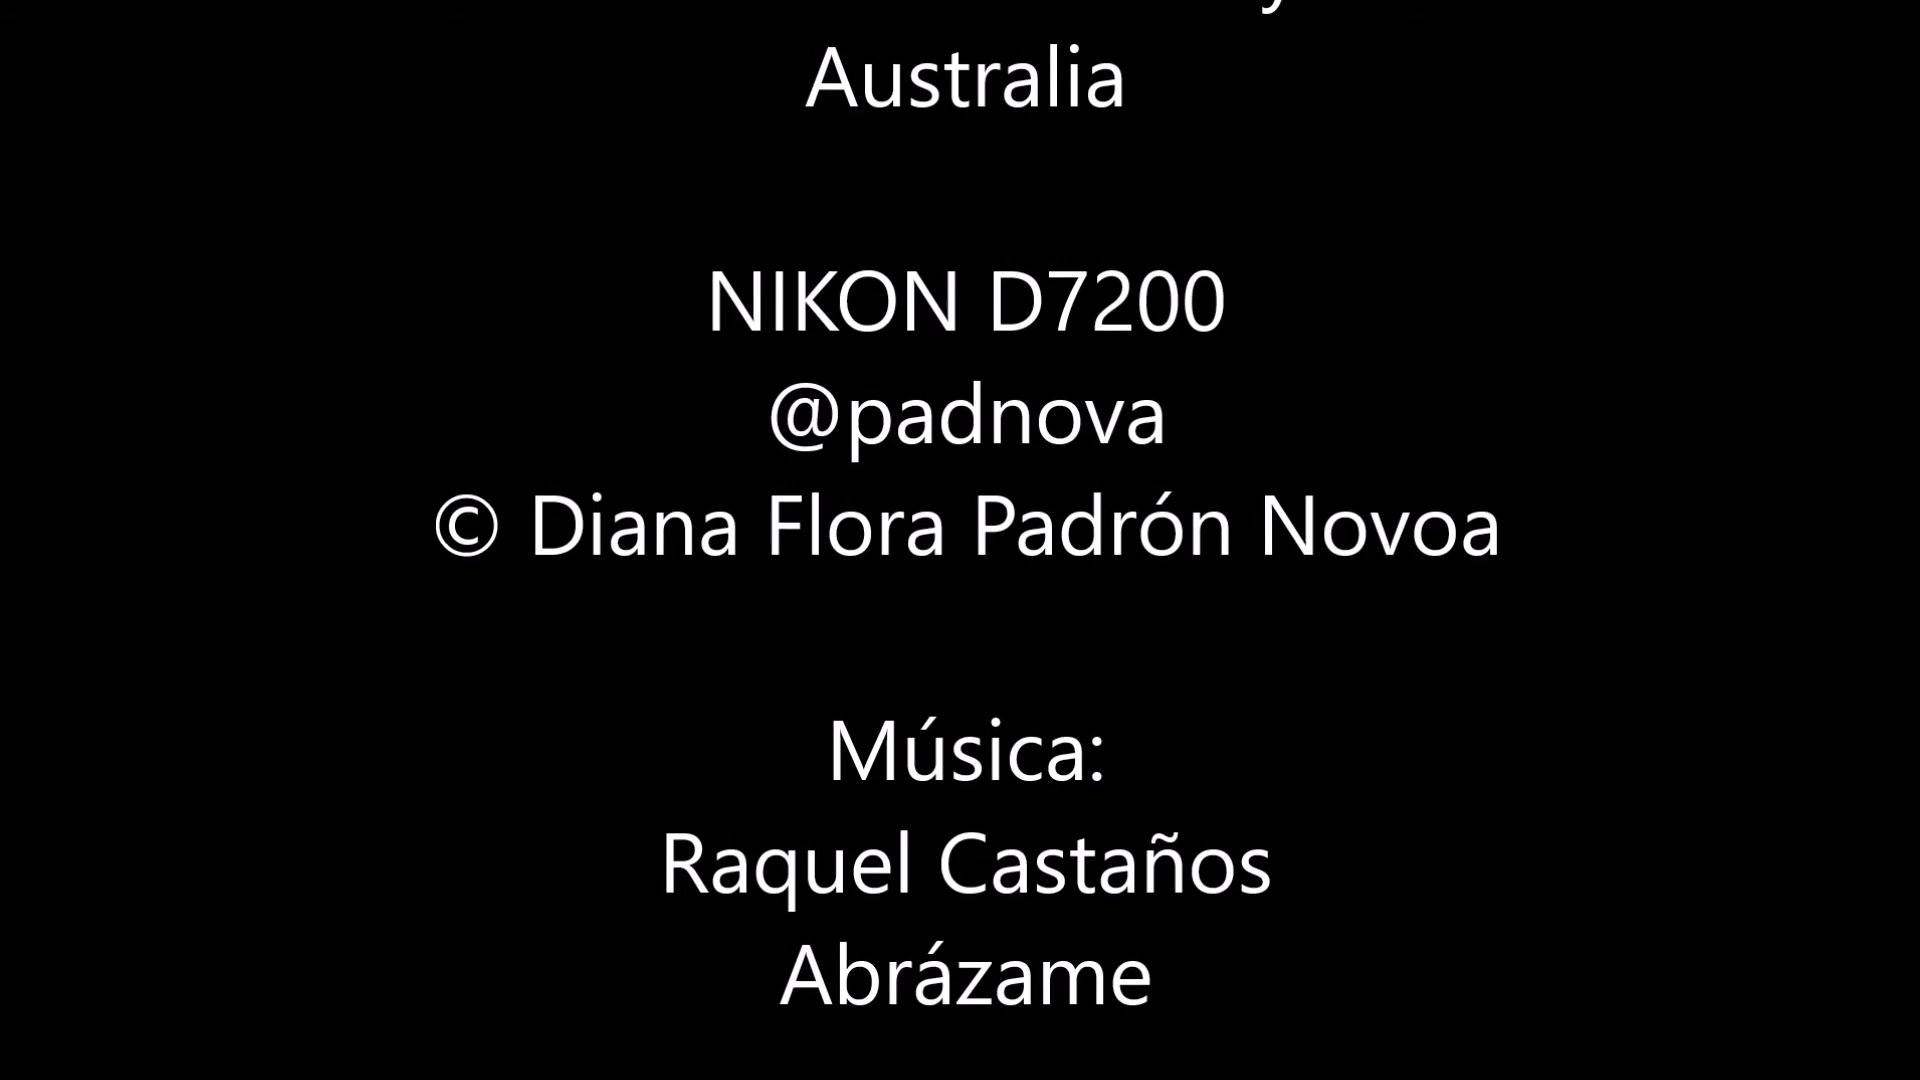 Australia
NIKON D7200
@padnova
© Diana Flora Padrón Novoa
Música:
Raquel Castaños
Abrázame